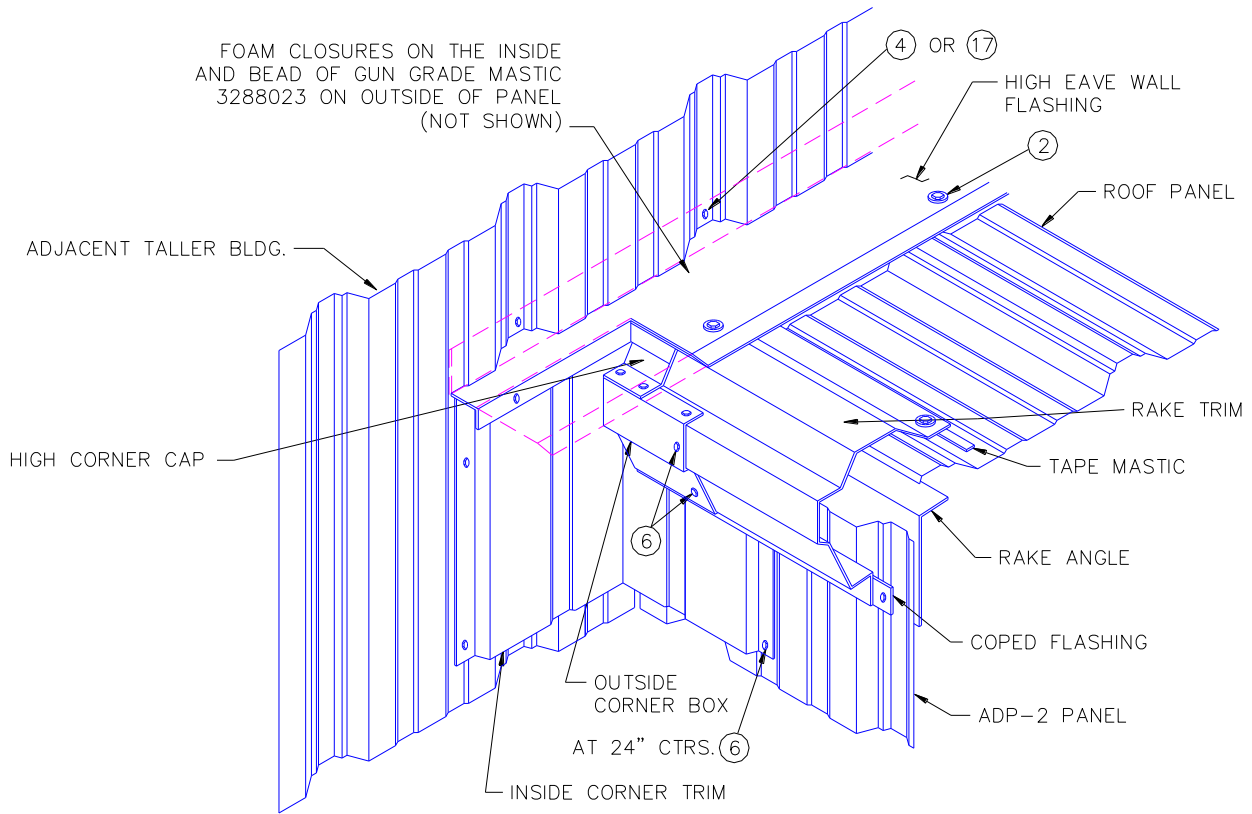 FOAM CLOSURES ON THE INSIDE
AND BEAD OF GUN GRADE MASTIC
3288023 ON OUTSIDE OF PANEL
(NOT SHOWN)
4 OR 17
HIGH EAVE WALL
FLASHING
2
ROOF PANEL
ADJACENT TALLER BLDG.
RAKE TRIM
HIGH CORNER CAP
TAPE MASTIC
6
RAKE ANGLE
COPED FLASHING
OUTSIDE
CORNER BOX
ADP-2 PANEL
AT 24" CTRS. 6
INSIDE CORNER TRIM